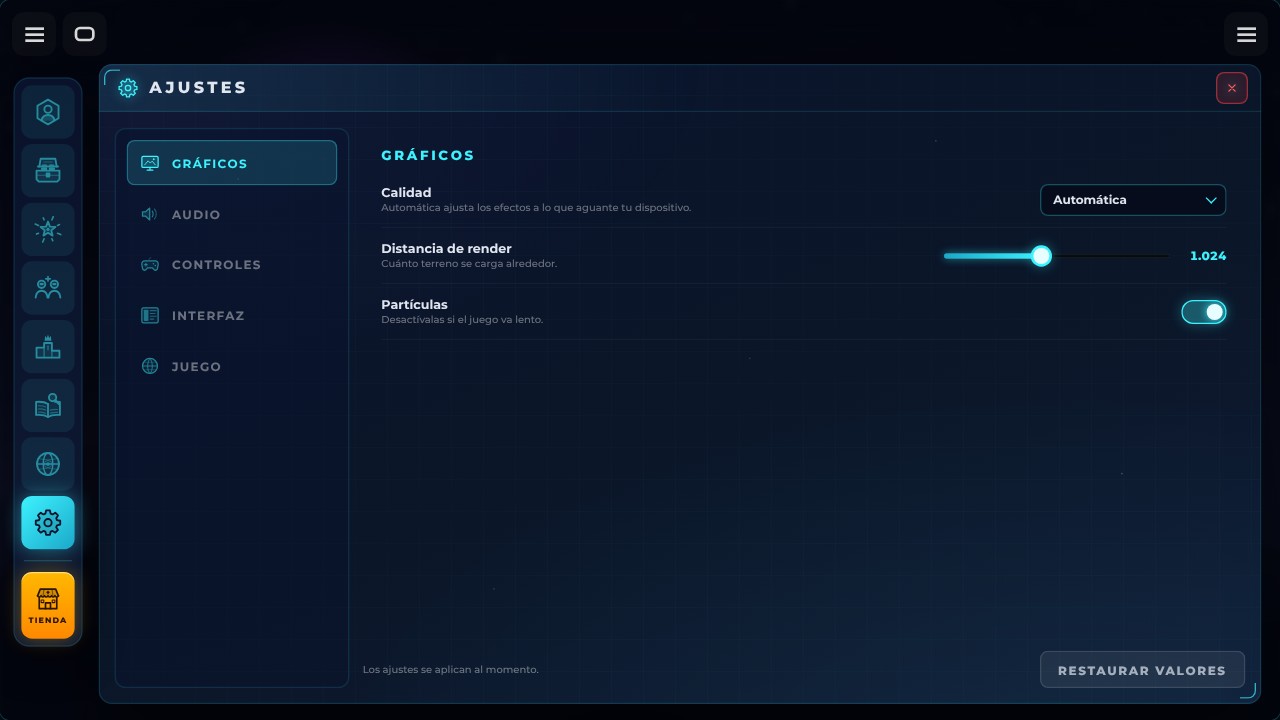 AJUSTES
GRÁFICOS
AUDIO
CONTROLES
INTERFAZ
JUEGO
TIENDA
GRÁFICOS
Calidad
Automática ajusta los efectos a lo que aguante tu dispositivo.
Automática
Distancia de render
Cuánto terreno se carga alrededor.
1.024
Partículas
Desactívalas si el juego va lento.
Los ajustes se aplican al momento.
RESTAURAR VALORES